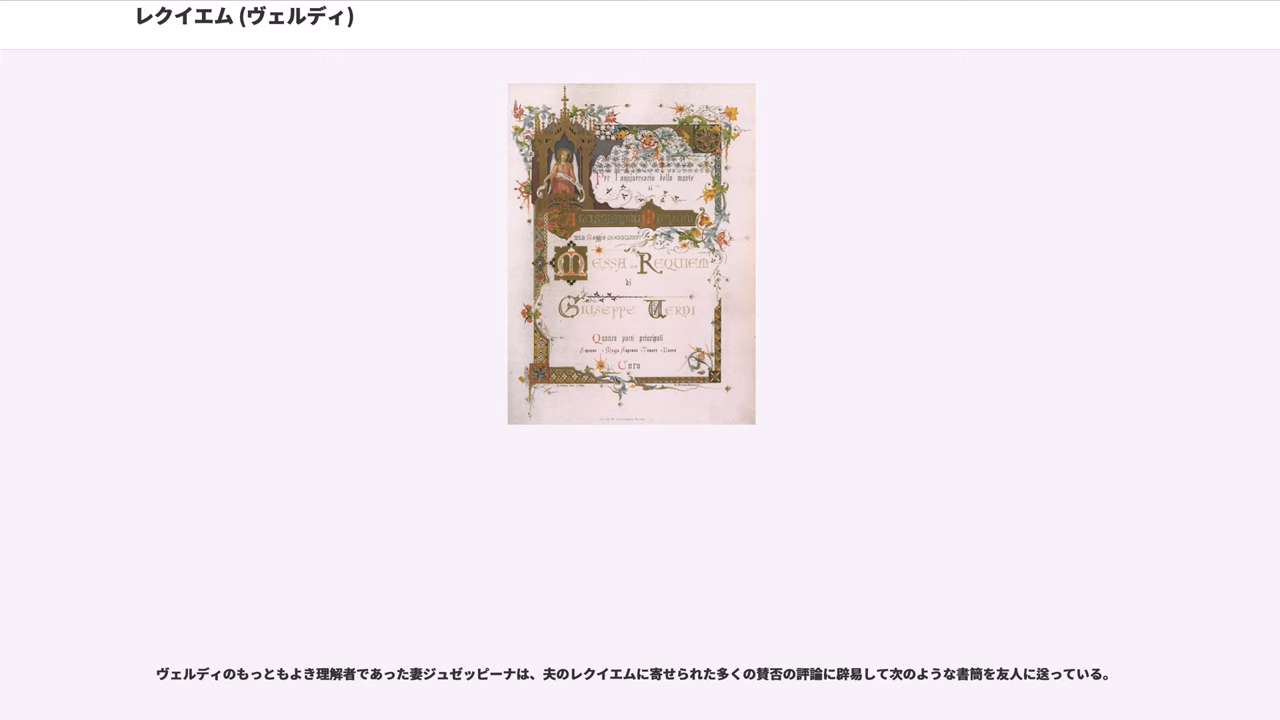 レクイエム (ヴェルディ)
Per l'anniversario della morte
di
Alessandro Manzoni
Messa da Requiem
di
Giuseppe Verdi
Quattro parti principali
Soprano - Mezzo Soprano - Tenore - Basso
Coro
ヴェルディのもっともよき理解者であった妻ジュゼッピーナは、夫のレクイエムに寄せられた多くの賛否の評論に辟易して次のような書簡を友人に送っている。